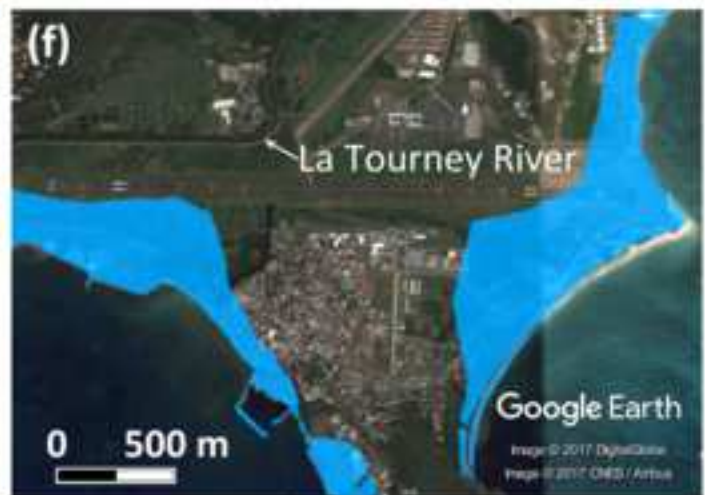 (f)
La Tourney River
Google Earth
0 500 m
Image © 2017 DigitalGlobe
Image © 2017 CNES / Airbus